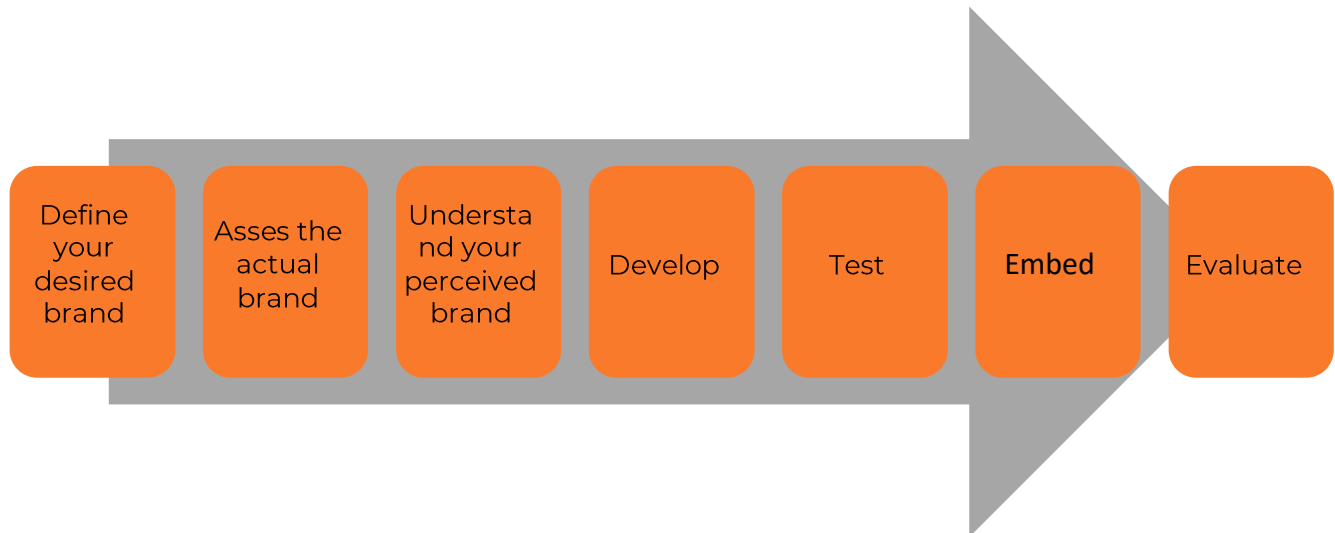 Define
your
desired
brand
Asses the
actual
brand
Understa
nd your
perceived
brand
Develop
Test
Embed
Evaluate